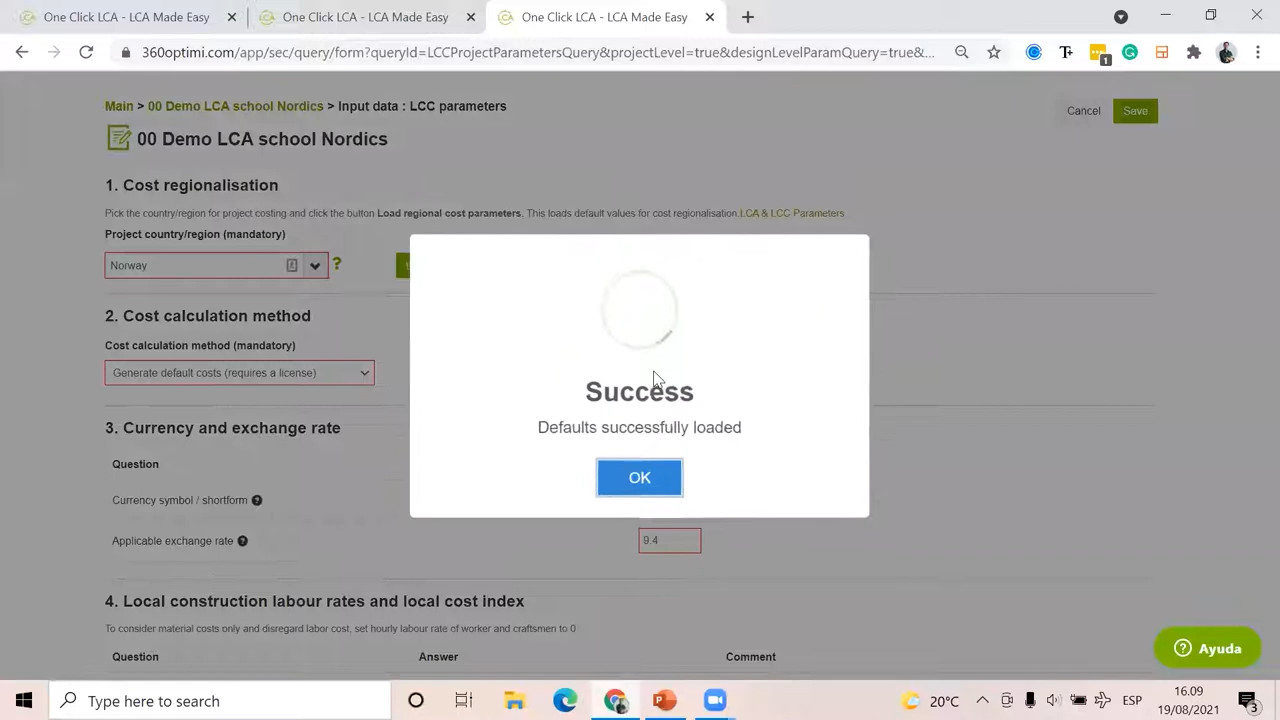 One Click LCA - LCA Made Easy
One Click LCA - LCA Made Easy
One Click LCA - LCA Made Easy
360optimi.com/app/sec/query/form?queryId=LCCProjectParametersQuery&projectLevel=true&designLevelParamQuery=true&...
1
Main > 00 Demo LCA school Nordics > Input data : LCC parameters
Cancel
Save
00 Demo LCA school Nordics
1. Cost regionalisation
Pick the country/region for project costing and click the button Load regional cost parameters. This loads default values for cost regionalisation.LCA & LCC Parameters
Project country/region (mandatory)
Norway
?
2. Cost calculation method
Cost calculation method (mandatory)
Generate default costs (requires a license)
Success
Defaults successfully loaded
OK
3. Currency and exchange rate
Question
Currency symbol / shortform ?
Applicable exchange rate ?
9.4
4. Local construction labour rates and local cost index
To consider material costs only and disregard labor cost, set hourly labour rate of worker and craftsmen to 0
Question Answer Comment
? Ayuda
Type here to search
20°C
ESP
16.09
19/08/2021
3